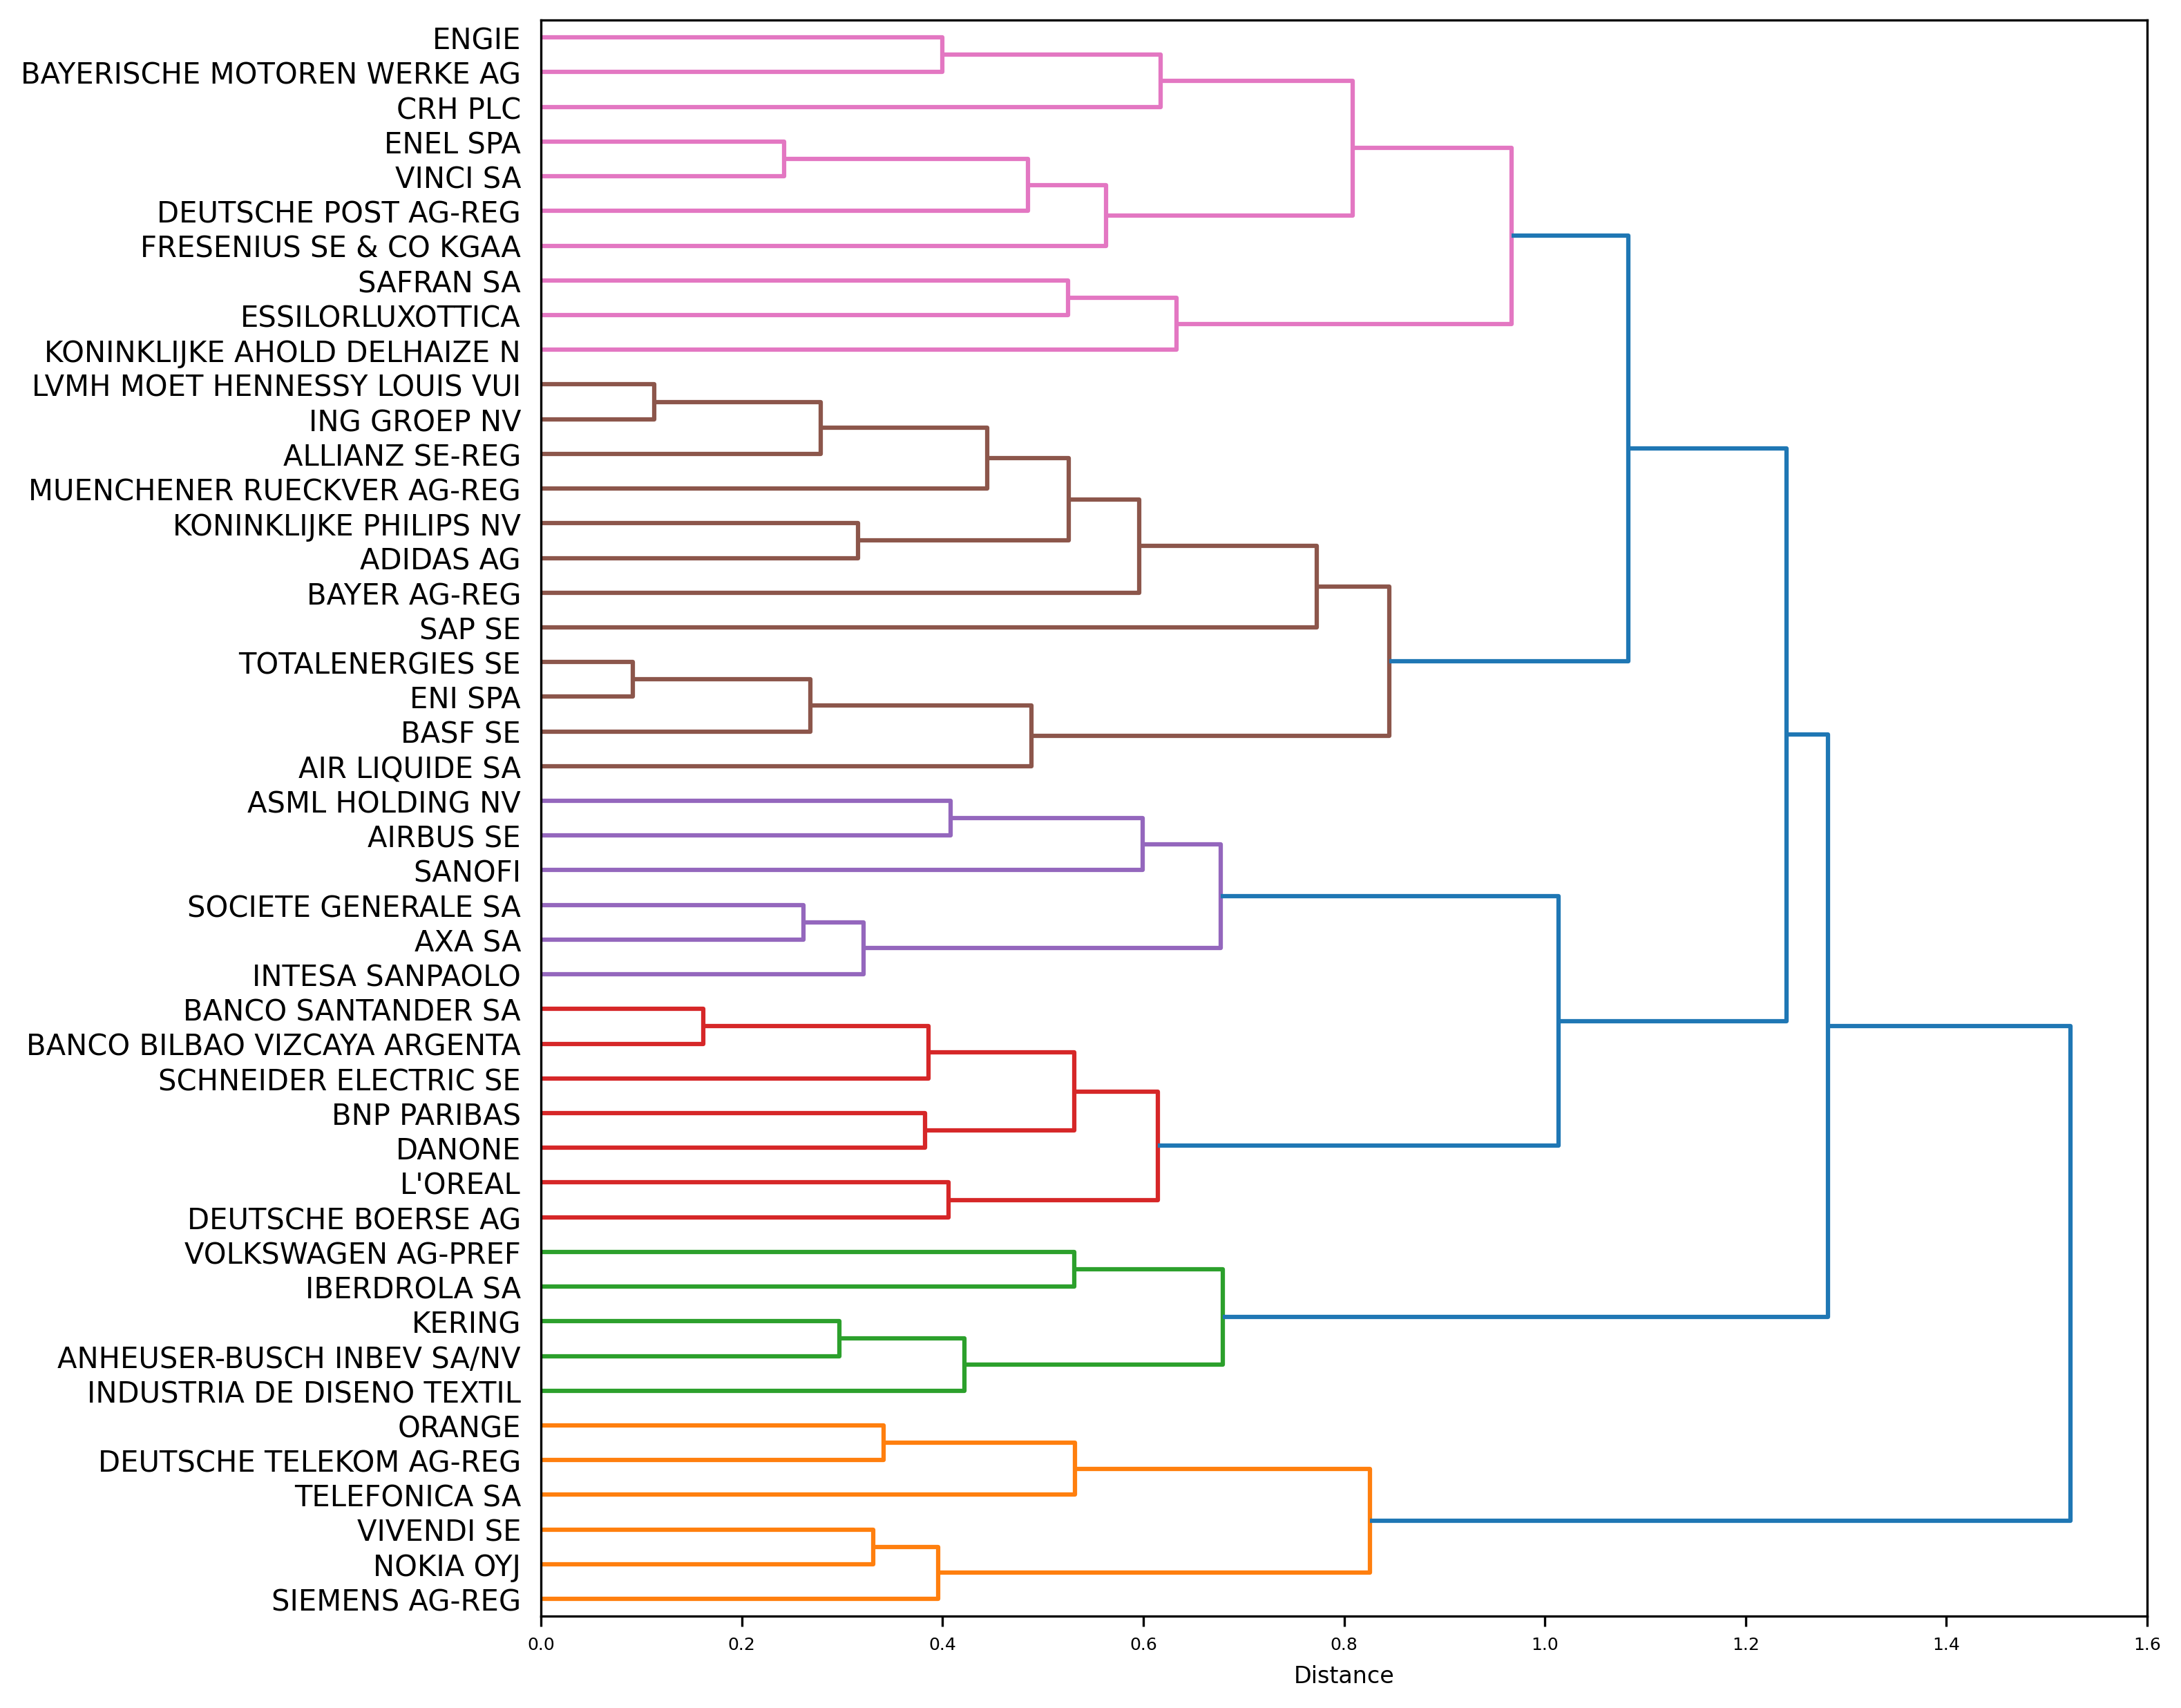 ENGIE
BAYERISCHE MOTOREN WERKE AG
CRH PLC
ENEL SPA
VINCI SA
DEUTSCHE POST AG-REG
FRESENIUS SE & CO KGAA
SAFRAN SA
ESSILORLUXOTTICA
KONINKLIJKE AHOLD DELHAIZE N
LVMH MOET HENNESSY LOUIS VUI
ING GROEP NV
ALLIANZ SE-REG
MUENCHENER RUECKVER AG-REG
KONINKLIJKE PHILIPS NV
ADIDAS AG
BAYER AG-REG
SAP SE
TOTALENERGIES SE
ENI SPA
BASF SE
AIR LIQUIDE SA
ASML HOLDING NV
AIRBUS SE
SANOFI
SOCIETE GENERALE SA
AXA SA
INTESA SANPAOLO
BANCO SANTANDER SA
BANCO BILBAO VIZCAYA ARGENTA
SCHNEIDER ELECTRIC SE
BNP PARIBAS
DANONE
L'OREAL
DEUTSCHE BOERSE AG
VOLKSWAGEN AG-PREF
IBERDROLA SA
KERING
ANHEUSER-BUSCH INBEV SA/NV
INDUSTRIA DE DISENO TEXTIL
ORANGE
DEUTSCHE TELEKOM AG-REG
TELEFONICA SA
VIVENDI SE
NOKIA OYJ
SIEMENS AG-REG
0.0 0.2 0.4 0.6 0.8 1.0 1.2 1.4 1.6
Distance